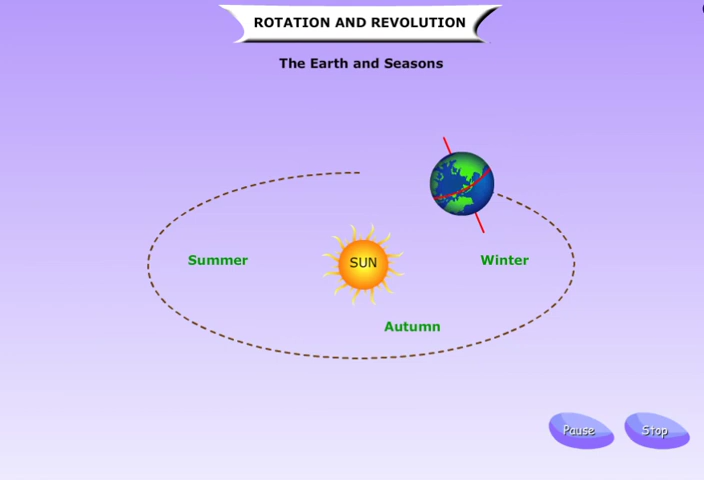 ROTATION AND REVOLUTION
The Earth and Seasons
Summer
SUN
Winter
Autumn
Pause
Stop